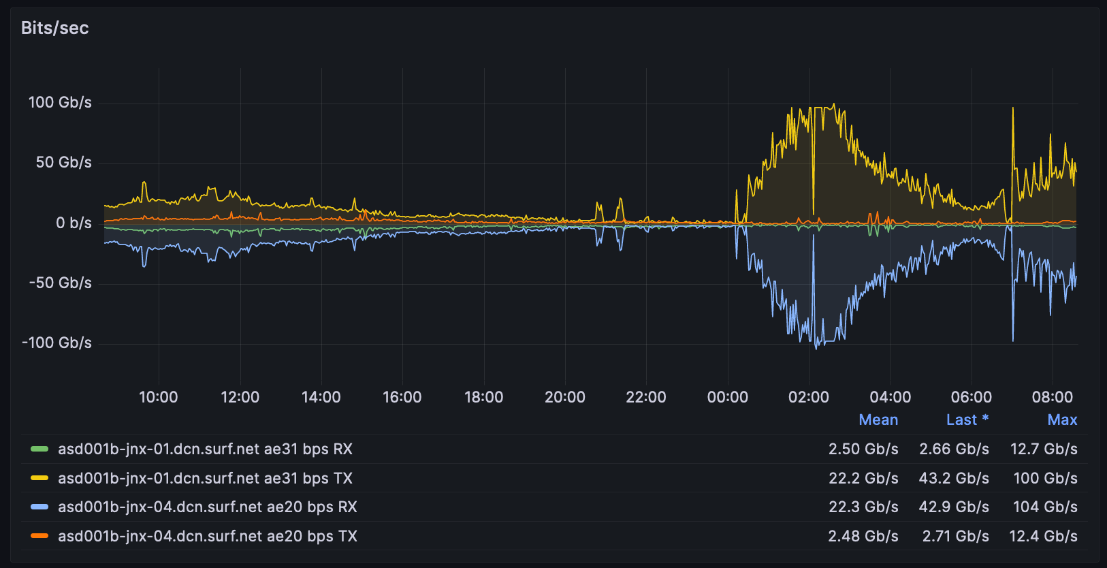 Bits/sec
100 Gb/s
50 Gb/s
0 b/s
-50 Gb/s
-100 Gb/s
10:00 12:00 14:00 16:00 18:00 20:00 22:00 00:00 02:00 04:00 06:00 08:00
Mean Last * Max
asd001b-jnx-01.dcn.surf.net ae31 bps RX 2.50 Gb/s 2.66 Gb/s 12.7 Gb/s
asd001b-jnx-01.dcn.surf.net ae31 bps TX 22.2 Gb/s 43.2 Gb/s 100 Gb/s
asd001b-jnx-04.dcn.surf.net ae20 bps RX 22.3 Gb/s 42.9 Gb/s 104 Gb/s
asd001b-jnx-04.dcn.surf.net ae20 bps TX 2.48 Gb/s 2.71 Gb/s 12.4 Gb/s